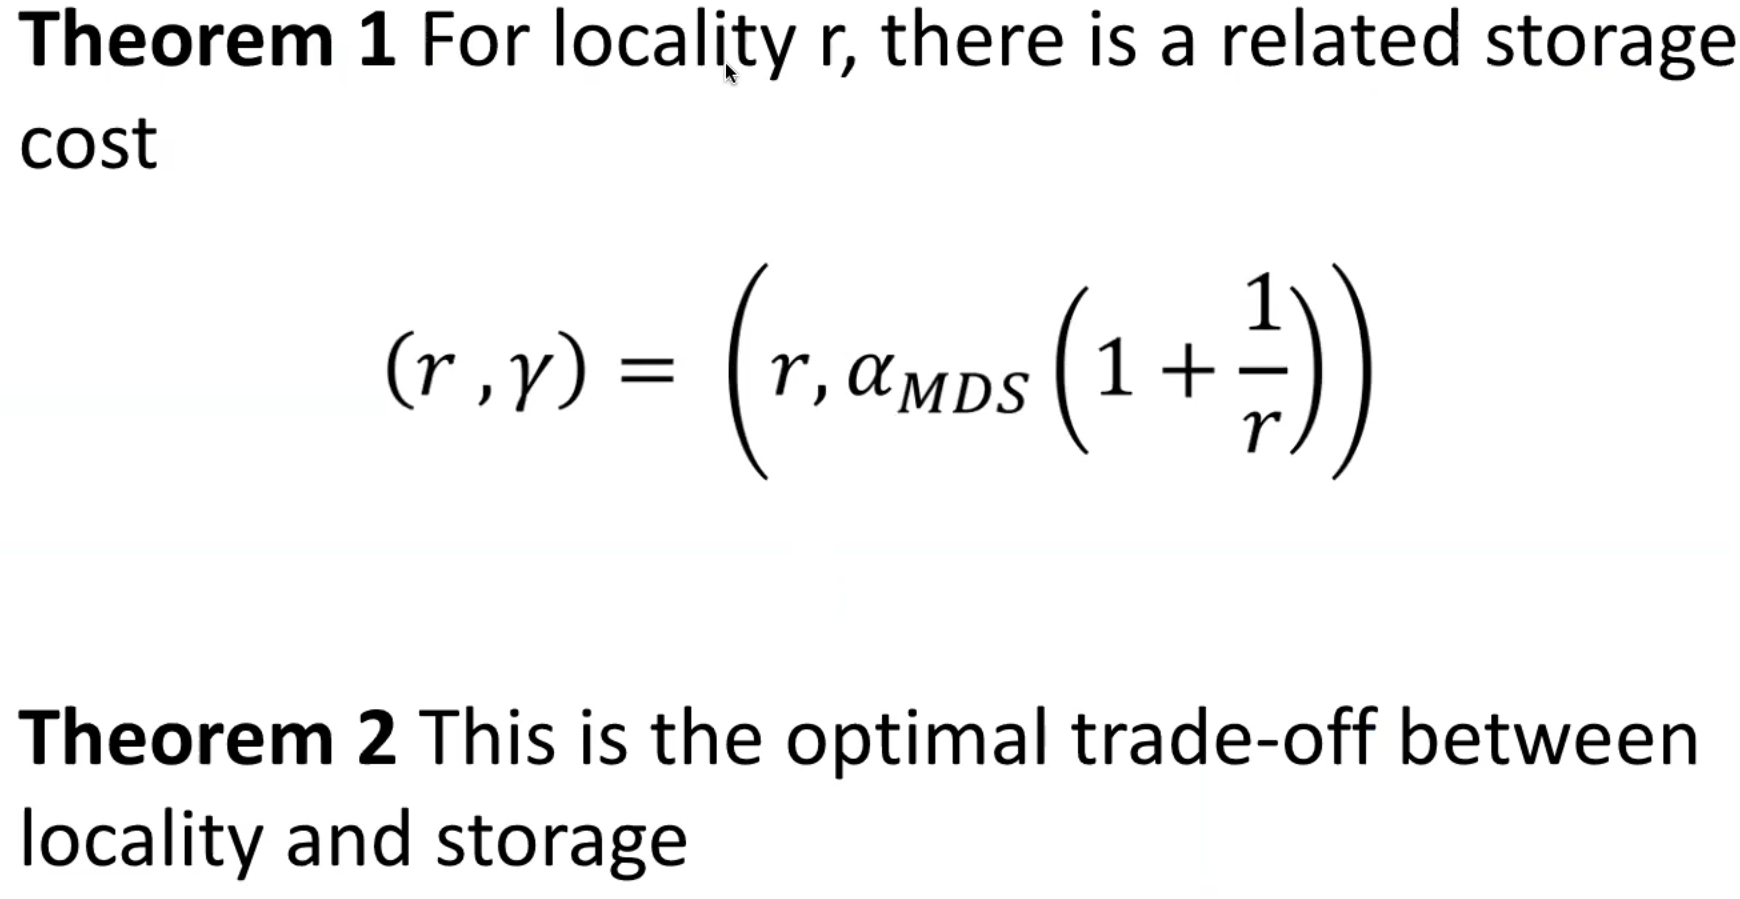 Theorem 1 For locality r, there is a related storage
cost
(r ,γ) = (r, α_MDS (1 + 1/r))
Theorem 2 This is the optimal trade-off between
locality and storage